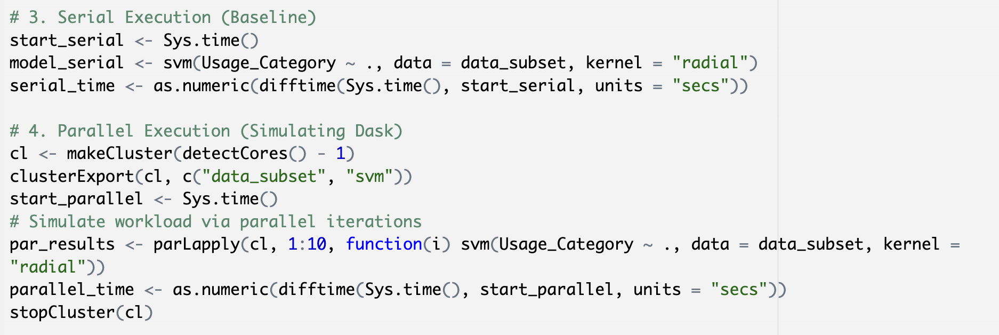 # 3. Serial Execution (Baseline)
start_serial <- Sys.time()
model_serial <- svm(Usage_Category ~ ., data = data_subset, kernel = "radial")
serial_time <- as.numeric(difftime(Sys.time(), start_serial, units = "secs"))
# 4. Parallel Execution (Simulating Dask)
cl <- makeCluster(detectCores() - 1)
clusterExport(cl, c("data_subset", "svm"))
start_parallel <- Sys.time()
# Simulate workload via parallel iterations
par_results <- parLapply(cl, 1:10, function(i) svm(Usage_Category ~ ., data = data_subset, kernel =
"radial"))
parallel_time <- as.numeric(difftime(Sys.time(), start_parallel, units = "secs"))
stopCluster(cl)